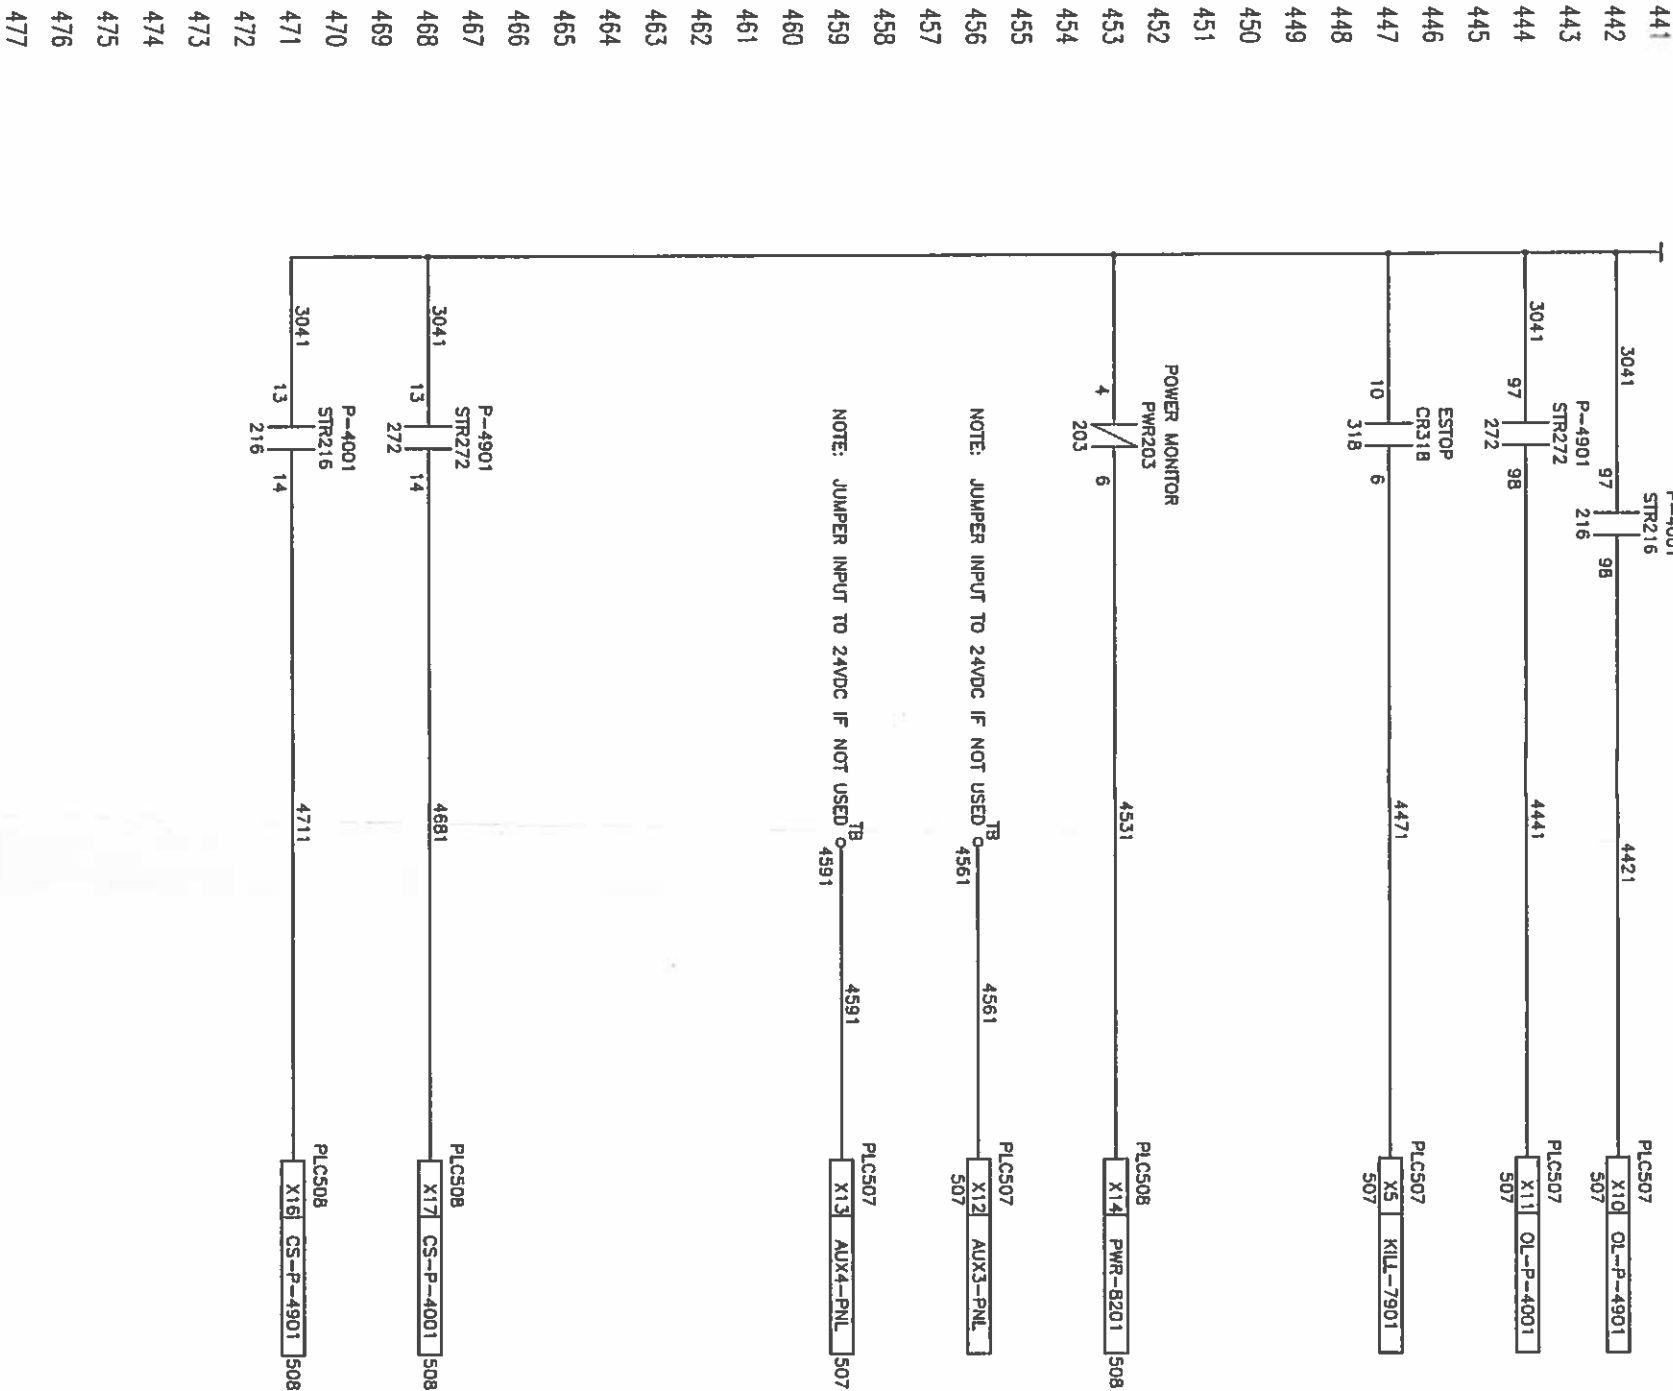 441
442
443
444
445
446
447
448
449
450
451
452
453
454
455
456
457
458
459
460
461
462
463
464
465
466
467
468
469
470
471
472
473
474
475
476
477
STR216
3041 97 216 98 4421
PLC507
X10 OL-P-4901
507
P-4901
STR272
3041 97 272 98 4441
PLC507
X11 OL-P-4001
507
ESTOP
CR318
10 318 6 4471
PLC507
X5 KILL-7901
507
POWER MONITOR
PWR203
4 203 6 4531
PLC508
X14 PWR-8201 508
NOTE: JUMPER INPUT TO 24VDC IF NOT USED
TB
4561 4561
PLC507
X12 AUX3-PNL
507
NOTE: JUMPER INPUT TO 24VDC IF NOT USED
TB
4591 4591
PLC507
X13 AUX4-PNL 507
P-4901
STR272
3041 13 272 14 4681
PLC508
X17 CS-P-4001 508
P-4001
STR216
3041 13 216 14 4711
PLC508
X16 CS-P-4901 508